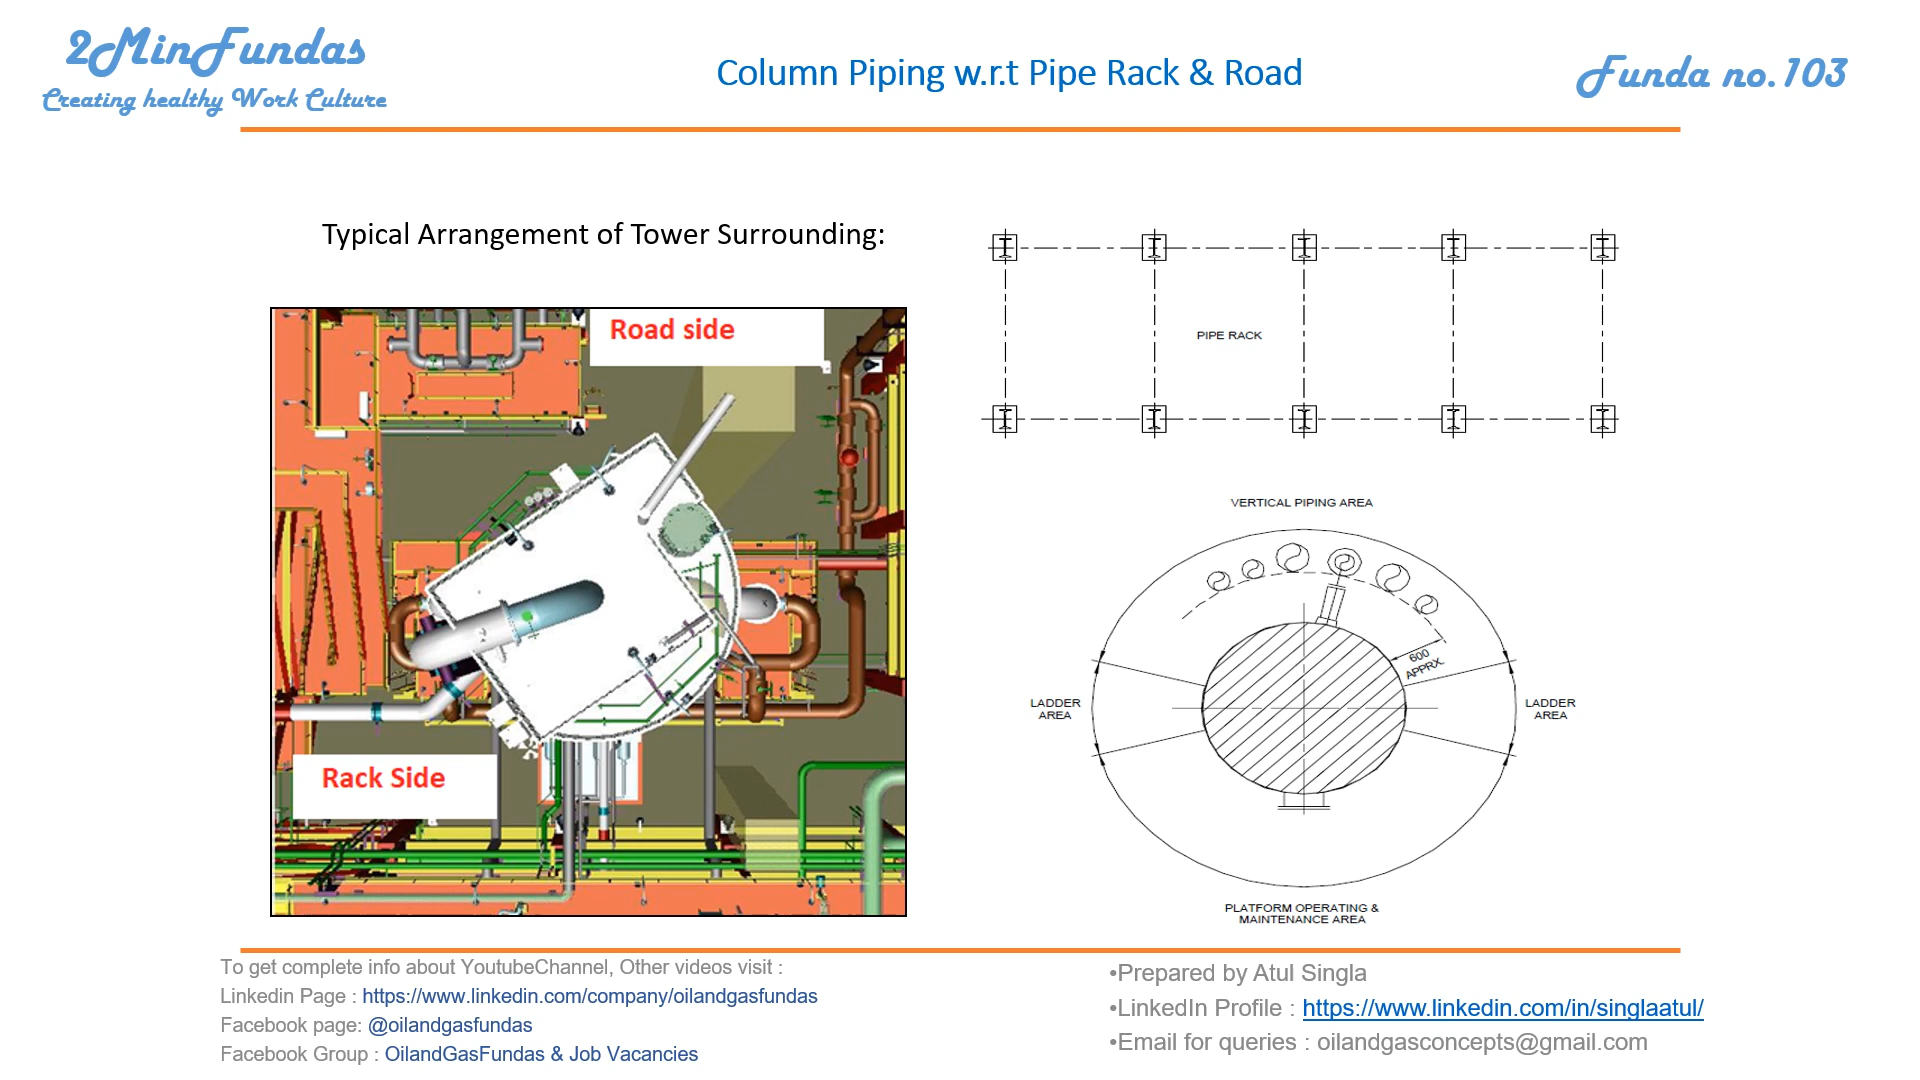 2MinFundas
Creating healthy Work Culture
Column Piping w.r.t Pipe Rack & Road
Funda no.103
Typical Arrangement of Tower Surrounding:
Road side
Rack Side
PIPE RACK
VERTICAL PIPING AREA
600
APPRX.
LADDER
AREA
LADDER
AREA
PLATFORM OPERATING &
MAINTENANCE AREA
To get complete info about YoutubeChannel, Other videos visit :
Linkedin Page : https://www.linkedin.com/company/oilandgasfundas
Facebook page: @oilandgasfundas
Facebook Group : OilandGasFundas & Job Vacancies
•Prepared by Atul Singla
•LinkedIn Profile : https://www.linkedin.com/in/singlaatul/
•Email for queries : oilandgasconcepts@gmail.com